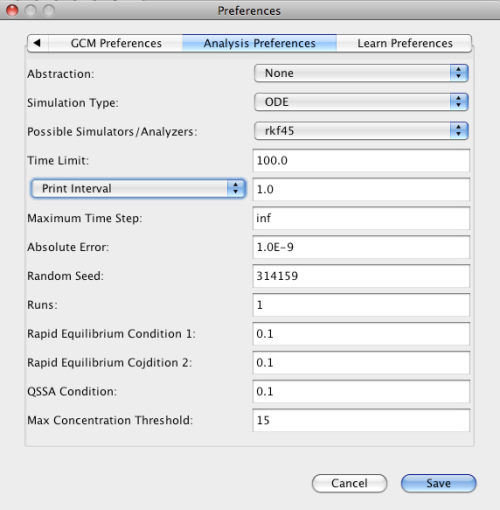 Preferences
GCM Preferences Analysis Preferences Learn Preferences
Abstraction: None
Simulation Type: ODE
Possible Simulators/Analyzers: rkf45
Time Limit: 100.0
Print Interval 1.0
Maximum Time Step: inf
Absolute Error: 1.0E-9
Random Seed: 314159
Runs: 1
Rapid Equilibrium Condition 1: 0.1
Rapid Equilibrium Cojdition 2: 0.1
QSSA Condition: 0.1
Max Concentration Threshold: 15
Cancel Save